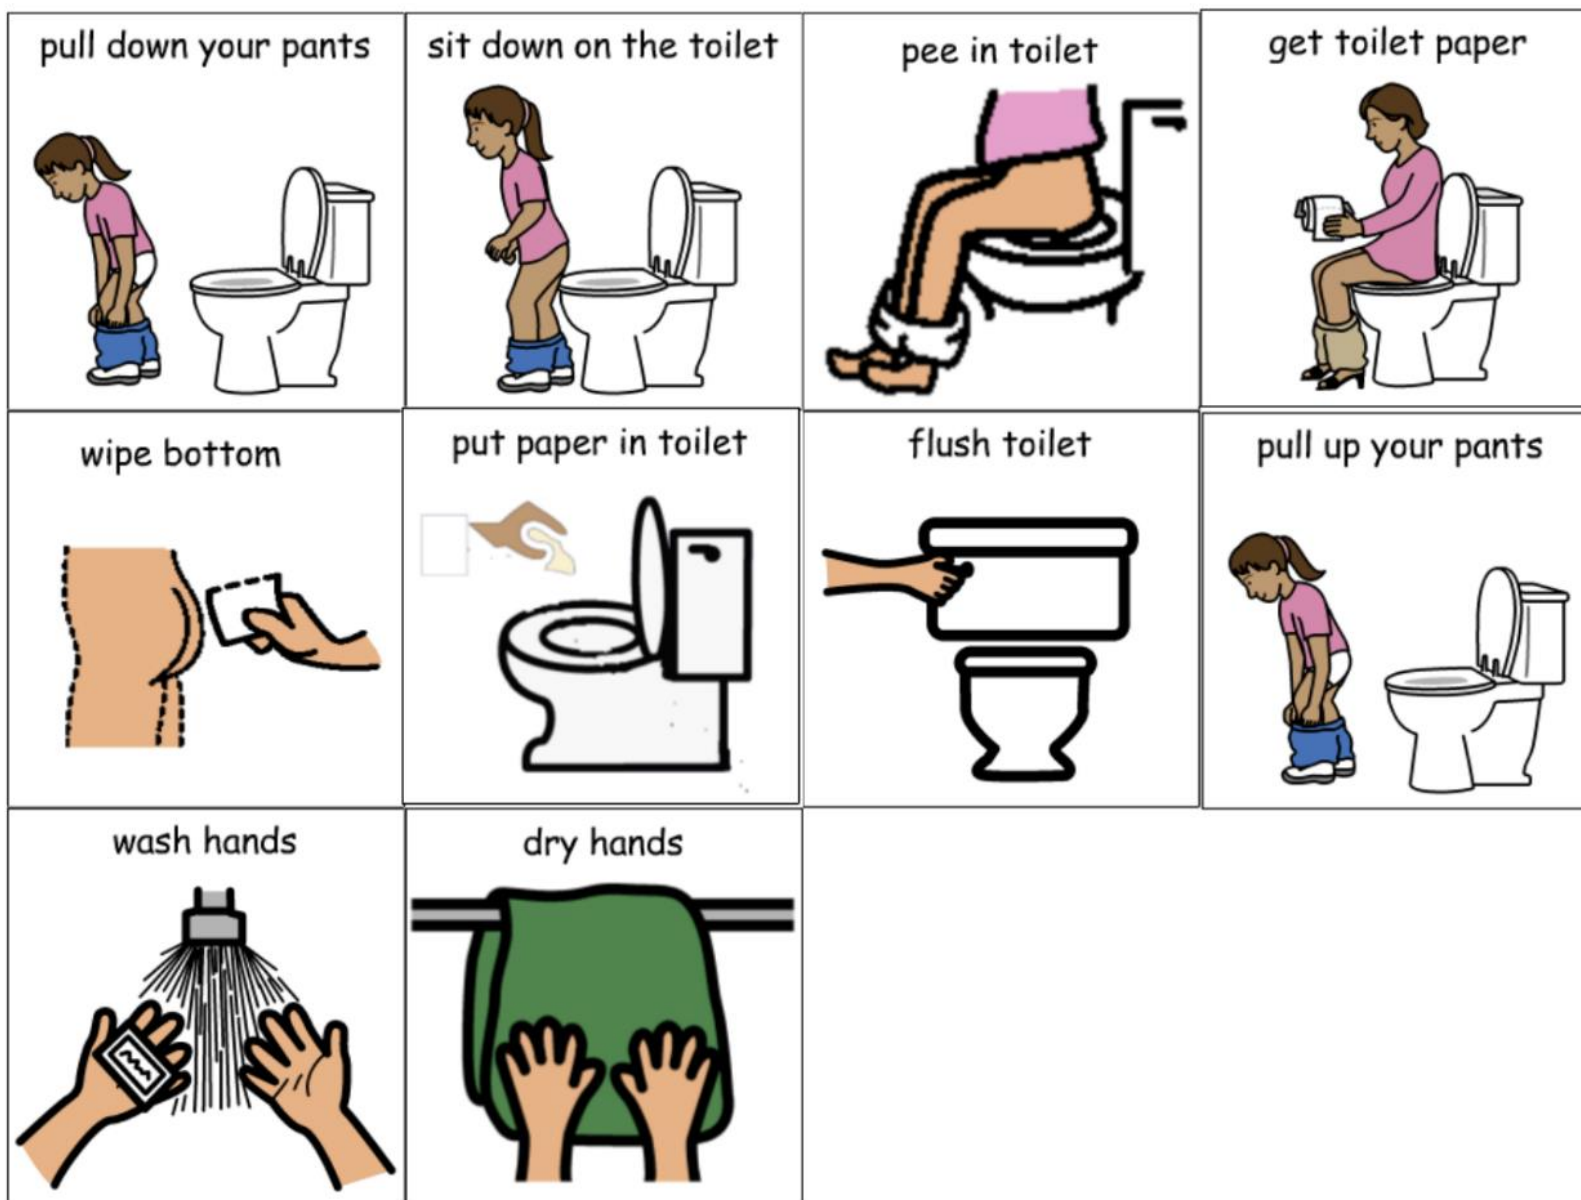 pull down your pants
sit down on the toilet
pee in toilet
get toilet paper
wipe bottom
put paper in toilet
flush toilet
pull up your pants
wash hands
dry hands